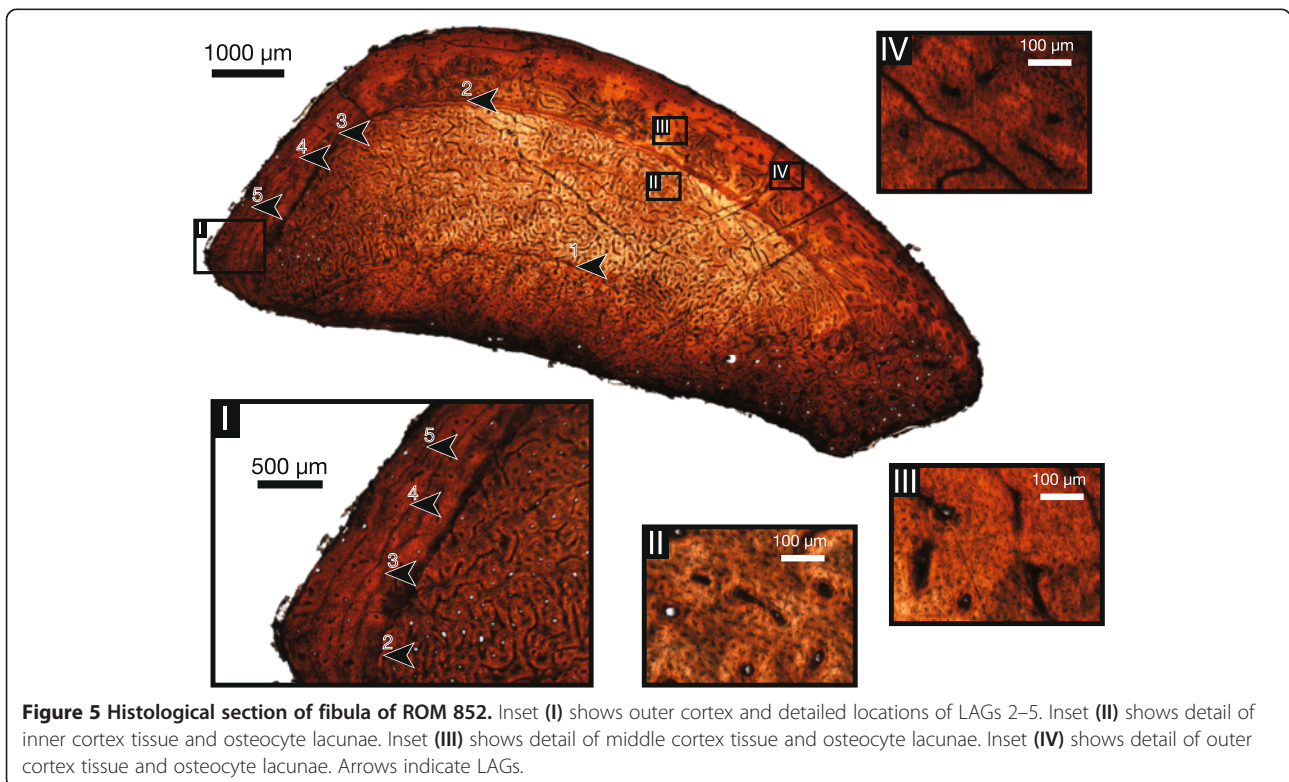 1000 µm
IV
100 µm
2
3
III
4
IV
II
5
I
1
I
5
500 µm
4
3
2
II
100 µm
III
100 µm
Figure 5 Histological section of fibula of ROM 852. Inset (I) shows outer cortex and detailed locations of LAGs 2–5. Inset (II) shows detail of
inner cortex tissue and osteocyte lacunae. Inset (III) shows detail of middle cortex tissue and osteocyte lacunae. Inset (IV) shows detail of outer
cortex tissue and osteocyte lacunae. Arrows indicate LAGs.